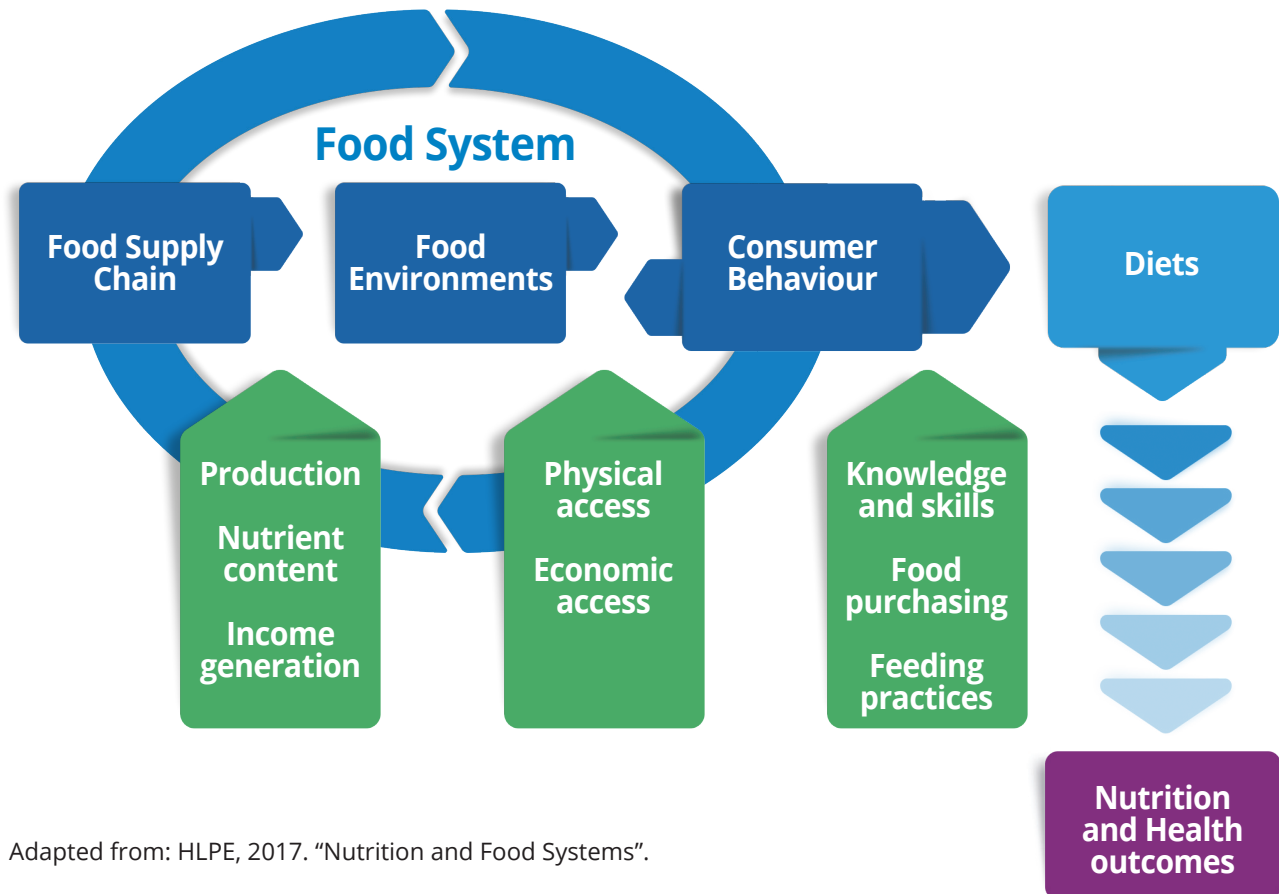 Food System
Food Supply
Chain
Food
Environments
Consumer
Behaviour
Diets
Production
Nutrient
content
Income
generation
Physical
access
Economic
access
Knowledge
and skills
Food
purchasing
Feeding
practices
Nutrition
and Health
outcomes
Adapted from: HLPE, 2017. “Nutrition and Food Systems”.